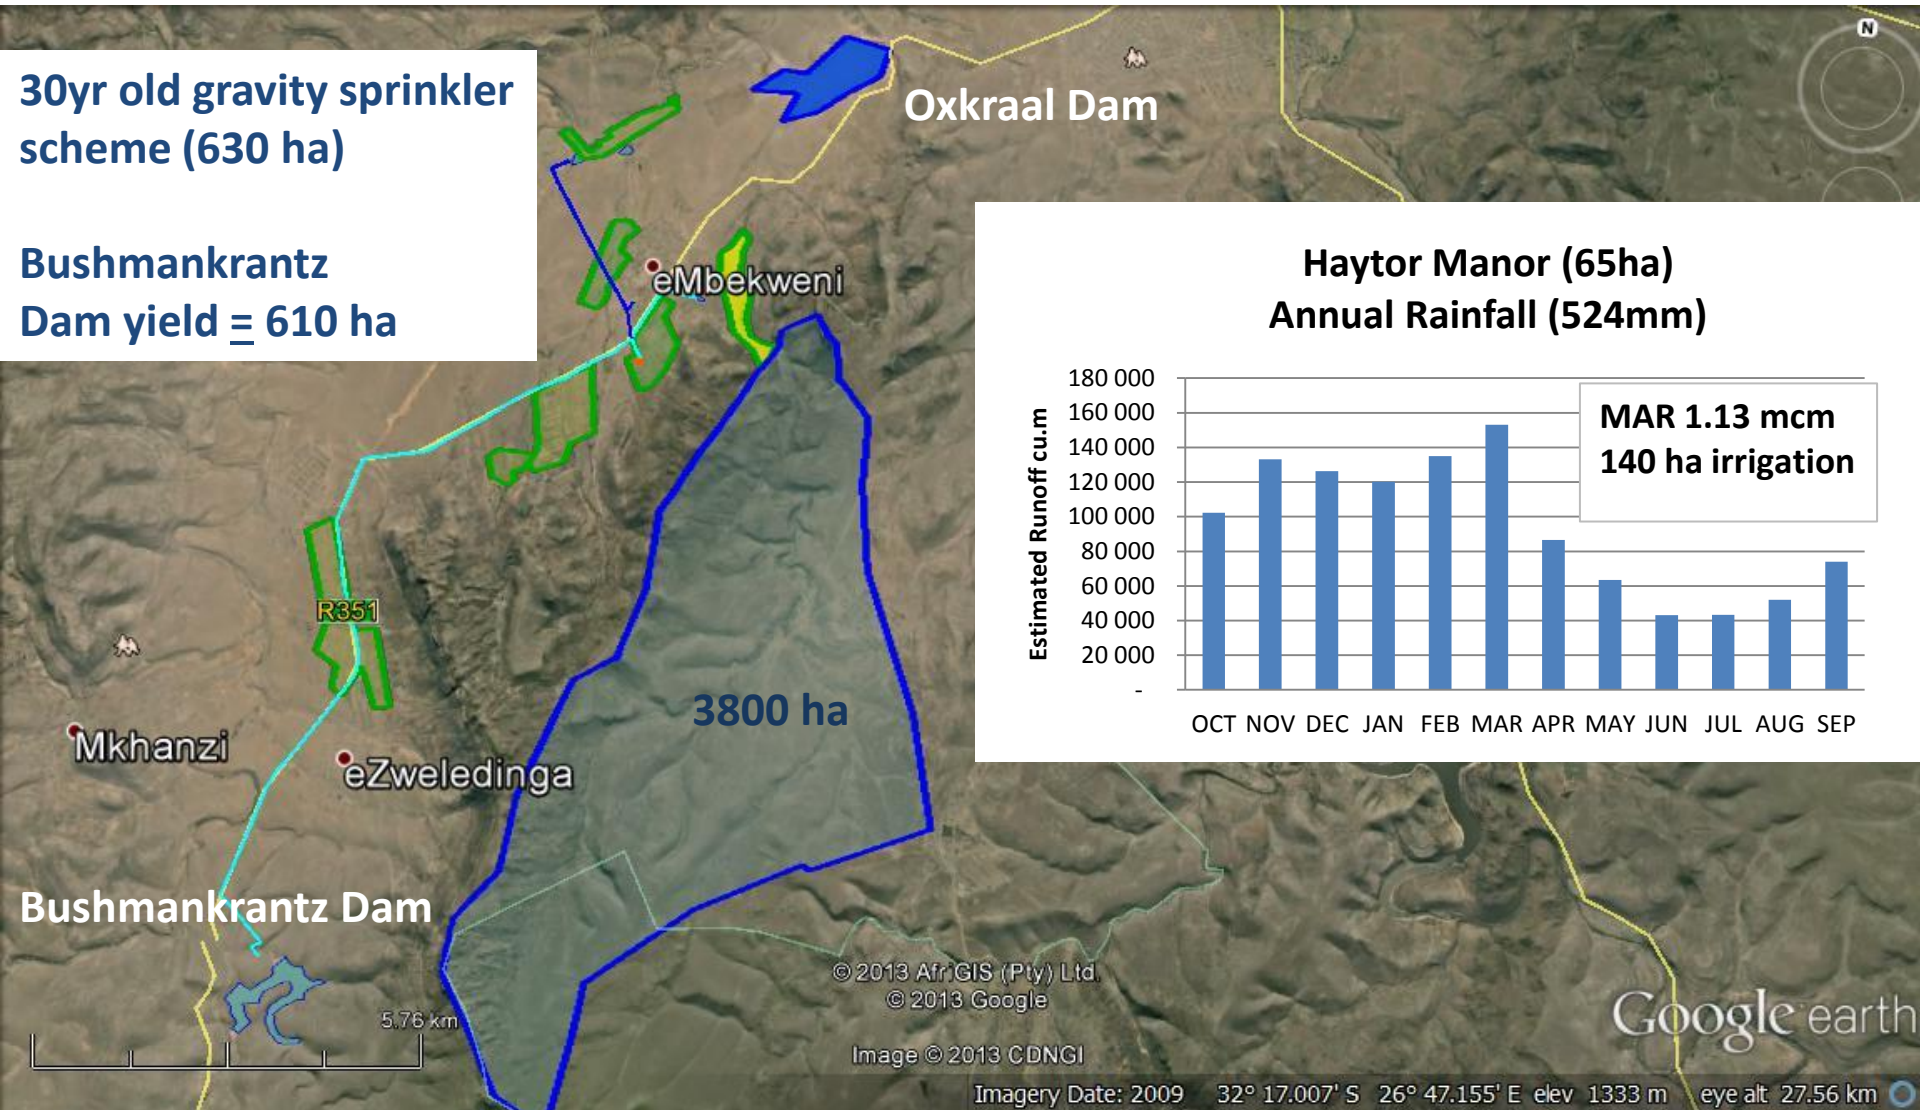 30yr old gravity sprinkler
scheme (630 ha)
Bushmankrantz
Dam yield = 610 ha
Oxkraal Dam
N
eMbekweni
Haytor Manor (65ha)
Annual Rainfall (524mm)
Estimated Runoff cu.m
180 000
160 000
140 000
120 000
100 000
80 000
60 000
40 000
20 000
-
MAR 1.13 mcm
140 ha irrigation
OCT NOV DEC JAN FEB MAR APR MAY JUN JUL AUG SEP
R351
3800 ha
Mkhanzi
eZweledinga
Bushmankrantz Dam
5.76 km
© 2013 AfriGIS (Pty) Ltd.
© 2013 Google
Image © 2013 CDNGI
Google earth
Imagery Date: 2009 32° 17.007' S 26° 47.155' E elev 1333 m eye alt 27.56 km